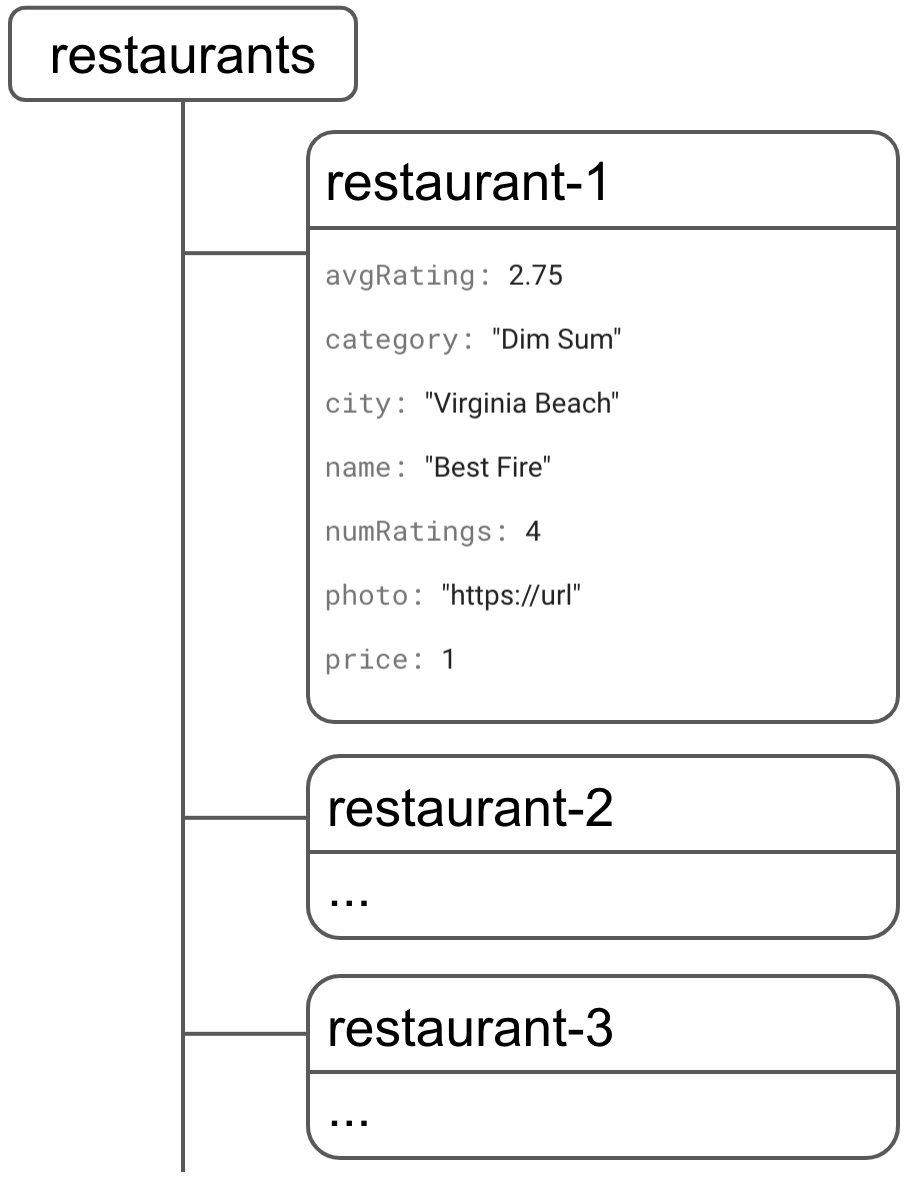 restaurants
restaurant-1
avgRating: 2.75
category: "Dim Sum"
city: "Virginia Beach"
name: "Best Fire"
numRatings: 4
photo: "https://url"
price: 1
restaurant-2
...
restaurant-3
...